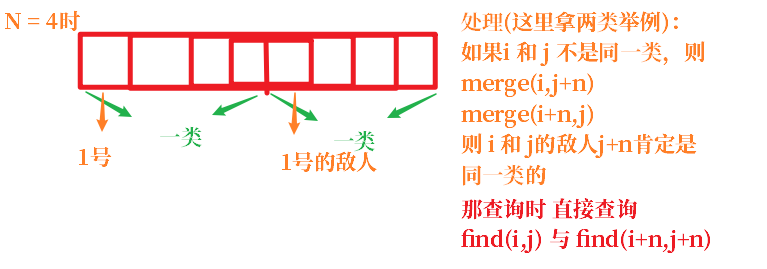 N = 4时
一类
一类
1号
1号的敌人
处理(这里拿两类举例)：
如果i 和 j 不是同一类，则
merge(i,j+n)
merge(i+n,j)
则 i 和 j的敌人j+n肯定是
同一类的
那查询时 直接查询
find(i,j) 与 find(i+n,j+n)